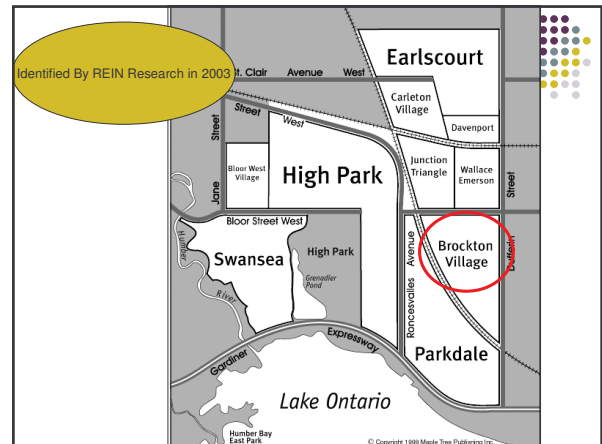 Identified By REIN Research in 2003
t. Clair Avenue West
Earlscourt
Carleton
Village
Davenport
Street West
Street
Jane
Bloor West
Village
High Park
Junction
Triangle
Wallace
Emerson
Street
Dufferin
Bloor Street West
Humber
River
Swansea
High Park
Grenadier
Pond
Roncesvalles Avenue
Brockton
Village
Parkdale
Gardiner Expressway
Lake Ontario
Humber Bay
East Park
© Copyright 1999 Maple Tree Publishing Inc.